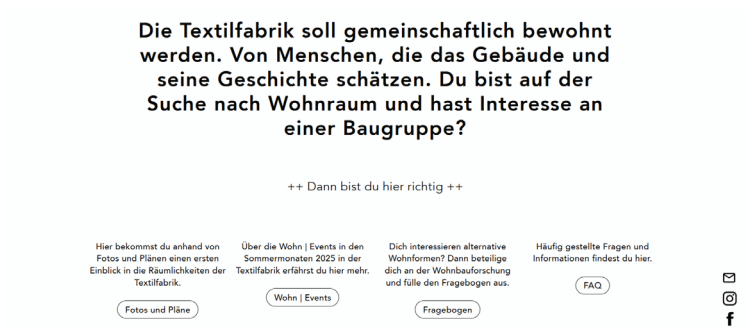 Die Textilfabrik soll gemeinschaftlich bewohnt
werden. Von Menschen, die das Gebäude und
seine Geschichte schätzen. Du bist auf der
Suche nach Wohnraum und hast Interesse an
einer Baugruppe?
++ Dann bist du hier richtig ++
Hier bekommst du anhand von
Fotos und Plänen einen ersten
Einblick in die Räumlichkeiten der
Textilfabrik.
Fotos und Pläne
Über die Wohn | Events in den
Sommermonaten 2025 in der
Textilfabrik erfährst du hier mehr.
Wohn | Events
Dich interessieren alternative
Wohnformen? Dann beteilige
dich an der Wohnbauforschung
und fülle den Fragebogen aus.
Fragebogen
Häufig gestellte Fragen und
Informationen findest du hier.
FAQ